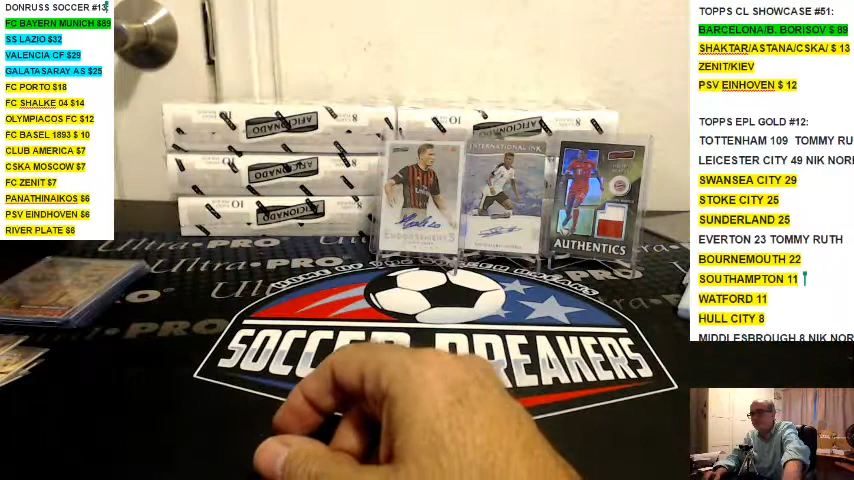 DONRUSS SOCCER #13
FC BAYERN MUNICH $89
SS LAZIO $32
VALENCIA CF $29
GALATASARAY AS $25
FC PORTO $18
FC SHALKE 04 $14
OLYMPIACOS FC $12
FC BASEL 1893 $ 10
CLUB AMERICA $7
CSKA MOSCOW $7
FC ZENIT $7
PANATHINAIKOS $6
PSV EINDHOVEN $6
RIVER PLATE $6
TOPPS CL SHOWCASE #51:
BARCELONA/B. BORISOV $ 89
SHAKTAR/ASTANA/CSKA/ $ 13
ZENIT/KIEV
PSV EINHOVEN $ 12
TOPPS EPL GOLD #12:
TOTTENHAM 109 TOMMY RU
LEICESTER CITY 49 NIK NORI
SWANSEA CITY 29
STOKE CITY 25
SUNDERLAND 25
EVERTON 23 TOMMY RUTH
BOURNEMOUTH 22
SOUTHAMPTON 11
WATFORD 11
HULL CITY 8
MIDDLESBROUGH 8 NIK NOR
AFICIONADO
AFICIONADO
AFICIONADO
AFICIONADO
INTERNATIONAL INK
ENDORSEMENTS
AUTHENTICS
Ultra PRO
SOCCER BREAKERS